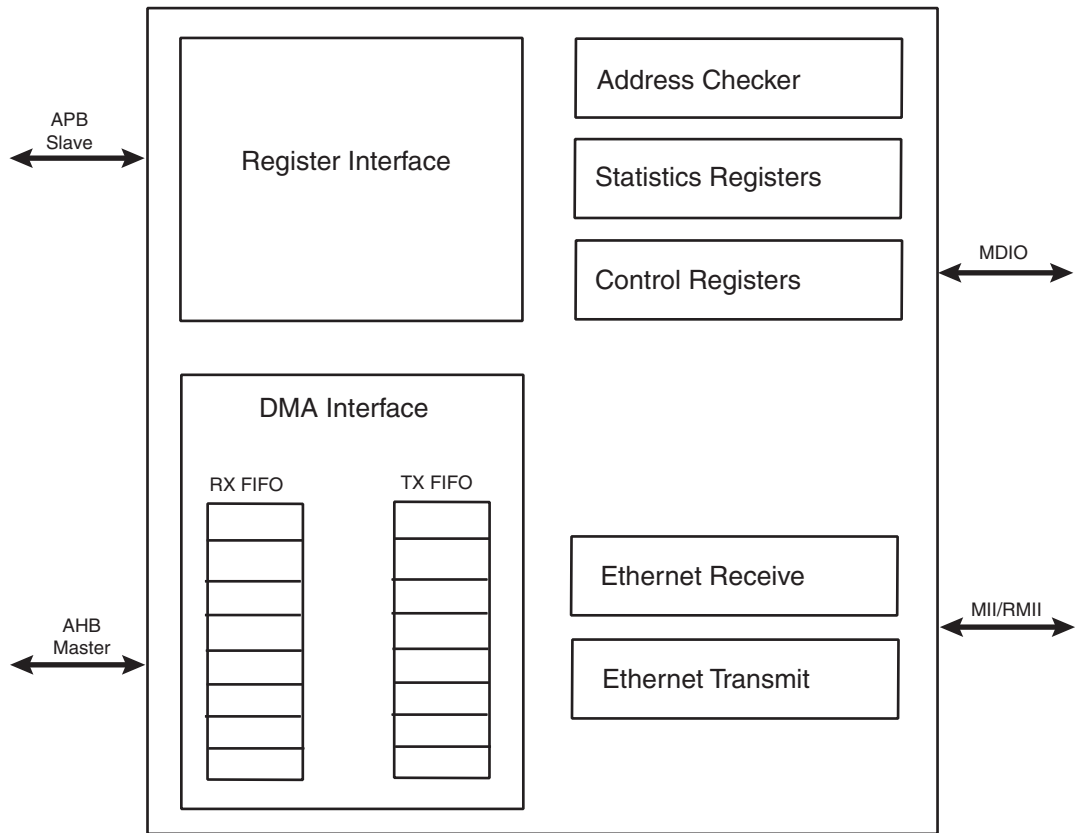 Address Checker
APB
Slave
Register Interface
Statistics Registers
Control Registers
MDIO
DMA Interface
RX FIFO
TX FIFO
Ethernet Receive
MII/RMII
AHB
Master
Ethernet Transmit